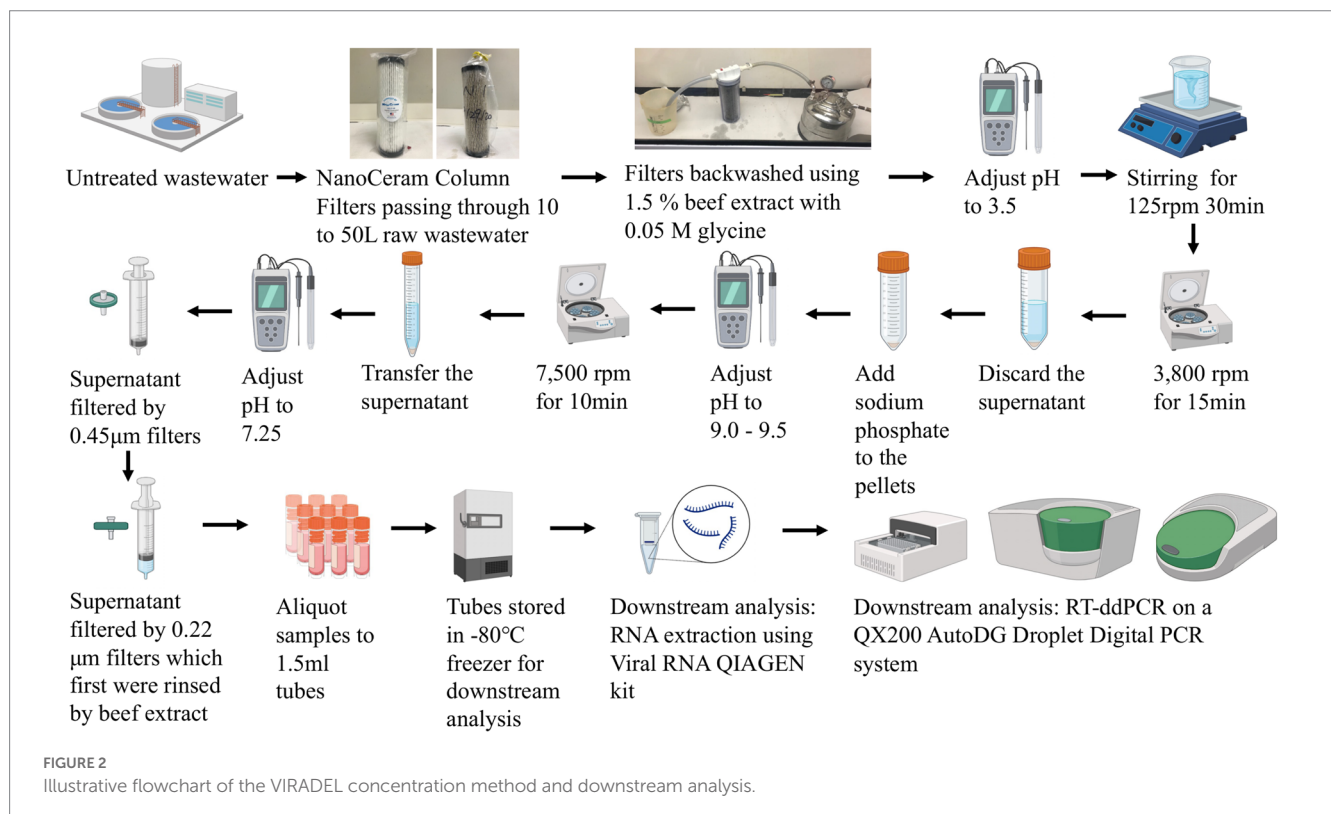 Untreated wastewater
NanoCeram Column
Filters passing through 10
to 50L raw wastewater
Filters backwashed using
1.5 % beef extract with
0.05 M glycine
Adjust pH
to 3.5
Stirring for
125rpm 30min
3,800 rpm
for 15min
Discard the
supernatant
Add
sodium
phosphate
to the
pellets
Adjust
pH to
9.0 - 9.5
7,500 rpm
for 10min
Transfer the
supernatant
Adjust
pH to
7.25
Supernatant
filtered by
0.45μm filters
Supernatant
filtered by 0.22
μm filters which
first were rinsed
by beef extract
Aliquot
samples to
1.5ml
tubes
Tubes stored
in -80℃
freezer for
downstream
analysis
Downstream analysis:
RNA extraction using
Viral RNA QIAGEN
kit
Downstream analysis: RT-ddPCR on a
QX200 AutoDG Droplet Digital PCR
system
FIGURE 2
Illustrative flowchart of the VIRADEL concentration method and downstream analysis.